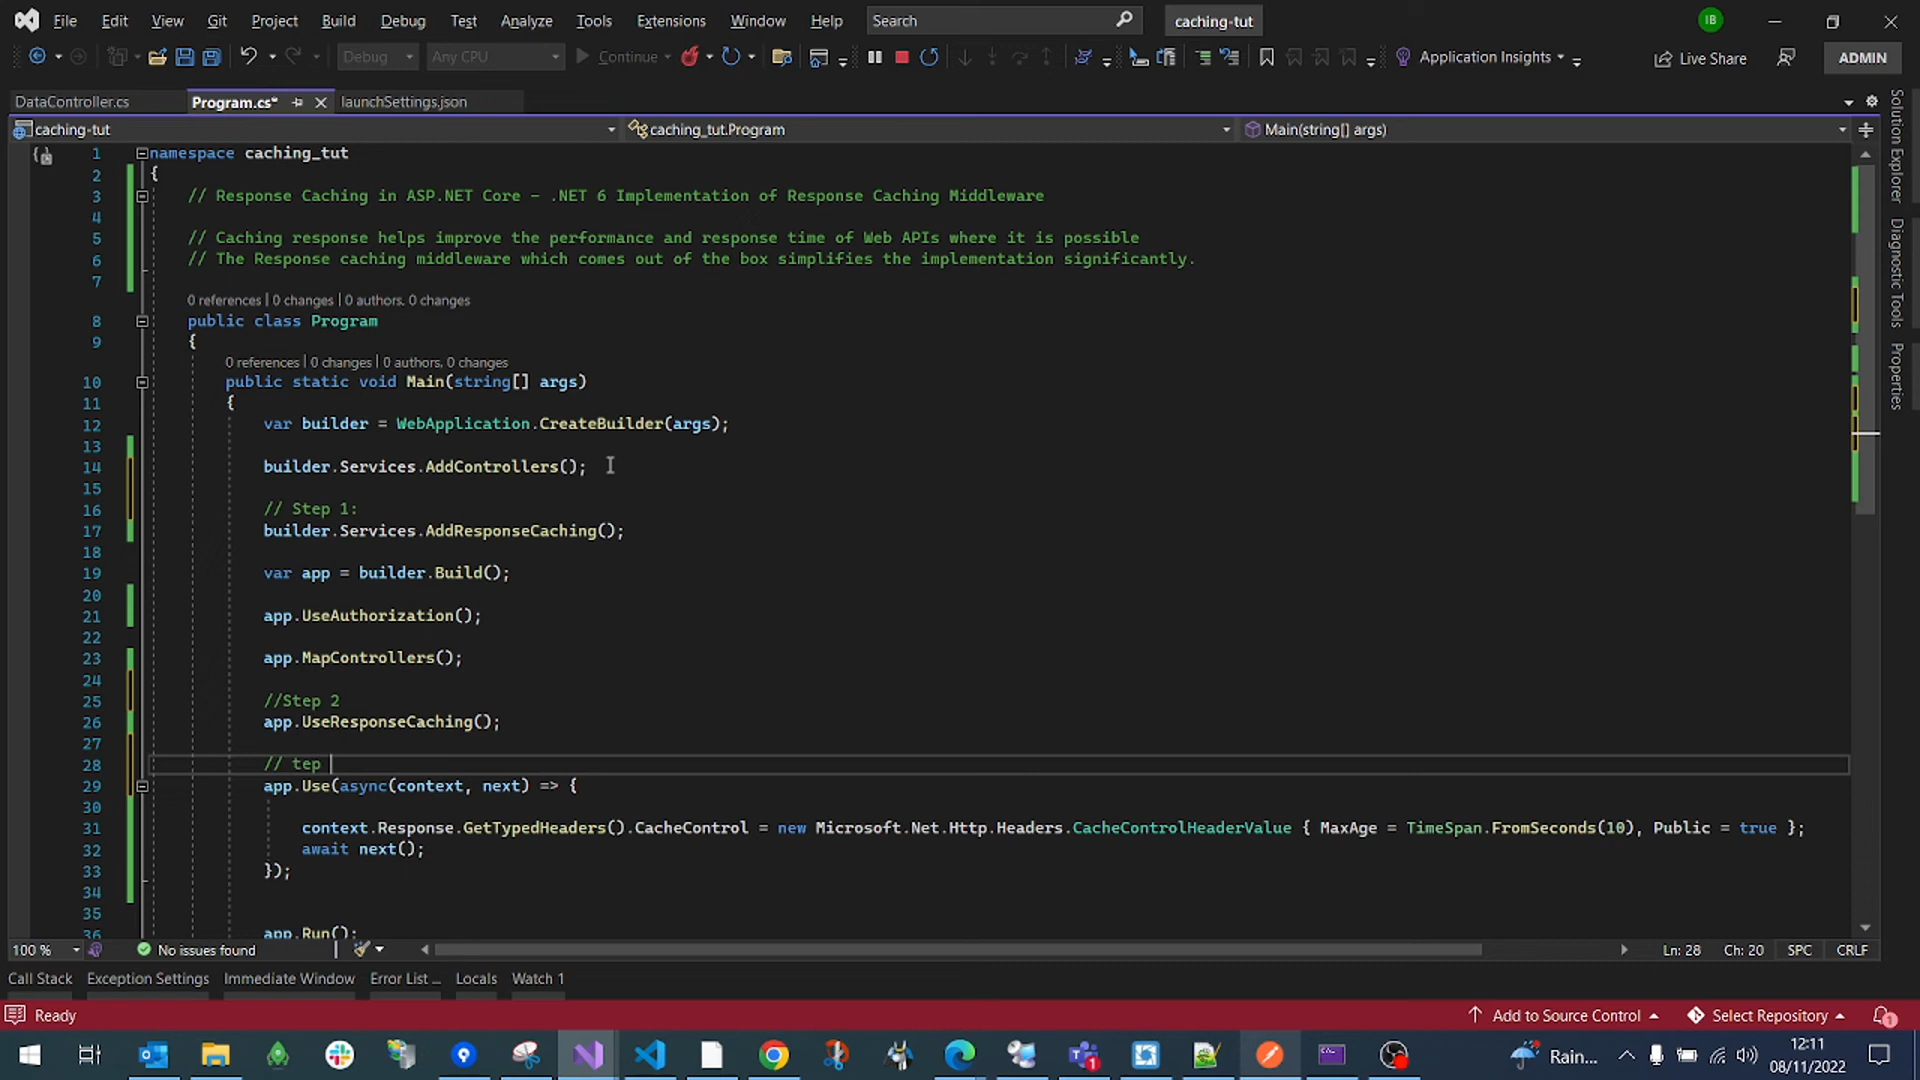 File Edit View Git Project Build Debug Test Analyze Tools Extensions Window Help Search caching-tut IB
Debug Any CPU Continue Application Insights Live Share ADMIN
DataController.cs Program.cs* launchSettings.json
caching-tut caching_tut.Program Main(string[] args)
1 namespace caching_tut
2 {
3 // Response Caching in ASP.NET Core - .NET 6 Implementation of Response Caching Middleware
4
5 // Caching response helps improve the performance and response time of Web APIs where it is possible
6 // The Response caching middleware which comes out of the box simplifies the implementation significantly.
7
0 references | 0 changes | 0 authors, 0 changes
8 public class Program
9 {
0 references | 0 changes | 0 authors, 0 changes
10 public static void Main(string[] args)
11 {
12 var builder = WebApplication.CreateBuilder(args);
13
14 builder.Services.AddControllers();
15
16 // Step 1:
17 builder.Services.AddResponseCaching();
18
19 var app = builder.Build();
20
21 app.UseAuthorization();
22
23 app.MapControllers();
24
25 //Step 2
26 app.UseResponseCaching();
27
28 // tep
29 app.Use(async(context, next) => {
30
31 context.Response.GetTypedHeaders().CacheControl = new Microsoft.Net.Http.Headers.CacheControlHeaderValue { MaxAge = TimeSpan.FromSeconds(10), Public = true };
32 await next();
33 });
34
35
36 app.Run();
Solution Explorer
Diagnostic Tools
Properties
100 % No issues found Ln: 28 Ch: 20 SPC CRLF
Call Stack Exception Settings Immediate Window Error List ... Locals Watch 1
Ready Add to Source Control Select Repository 1
Rain... 12:11
08/11/2022